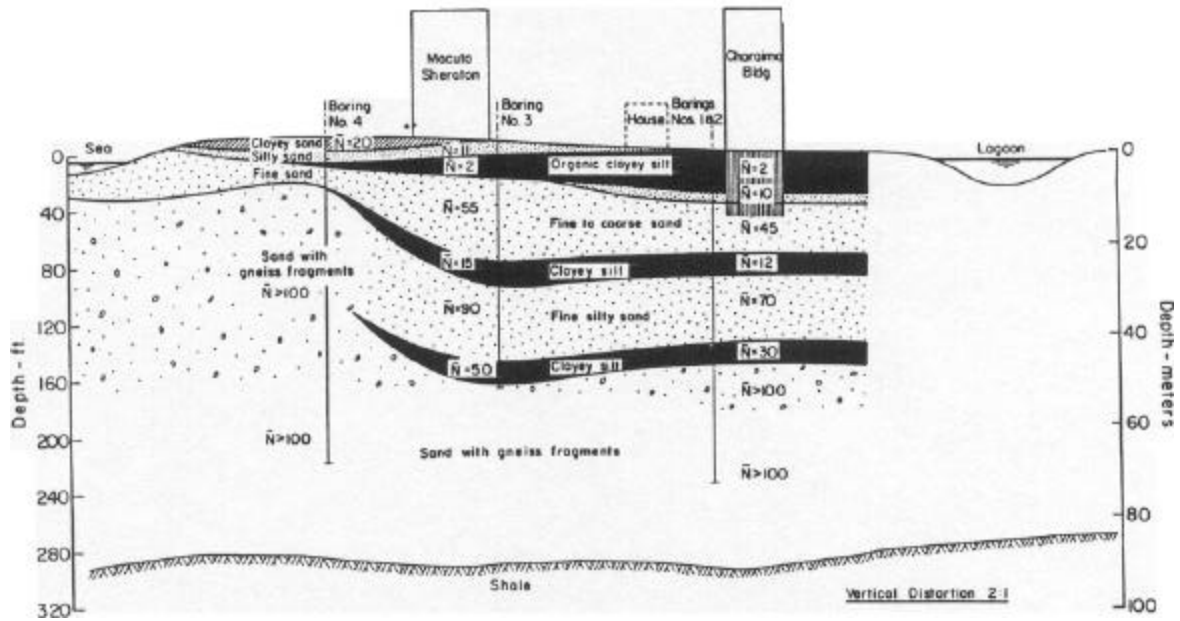 Macuto
Sheraton
Charaima
Bldg
Boring
No. 4
Boring
No. 3
House
Borings
Nos. 1&2
Sea
Lagoon
Clayey sand
N̄=20
Silty sand
N̄=11
Fine sand
N̄=2
Organic clayey silt
N̄=2
N̄=10
N̄=55
Fine to coarse sand
N̄=45
Sand with
gneiss fragments
N̄>100
N̄=15
Clayey silt
N̄=12
N̄=90
Fine silty sand
N̄=70
N̄=50
Clayey silt
N̄=30
N̄>100
N̄>100
Sand with gneiss fragments
N̄>100
Shale
Vertical Distortion 2:1
Depth - ft.
0
40
80
120
160
200
240
280
320
Depth - meters
0
20
40
60
80
100